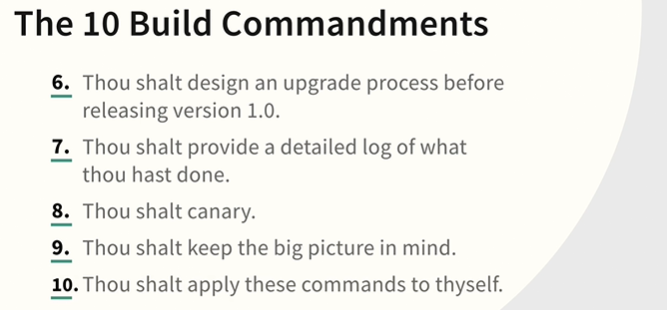 The 10 Build Commandments
6. Thou shalt design an upgrade process before
releasing version 1.0.
7. Thou shalt provide a detailed log of what
thou hast done.
8. Thou shalt canary.
9. Thou shalt keep the big picture in mind.
10. Thou shalt apply these commands to thyself.